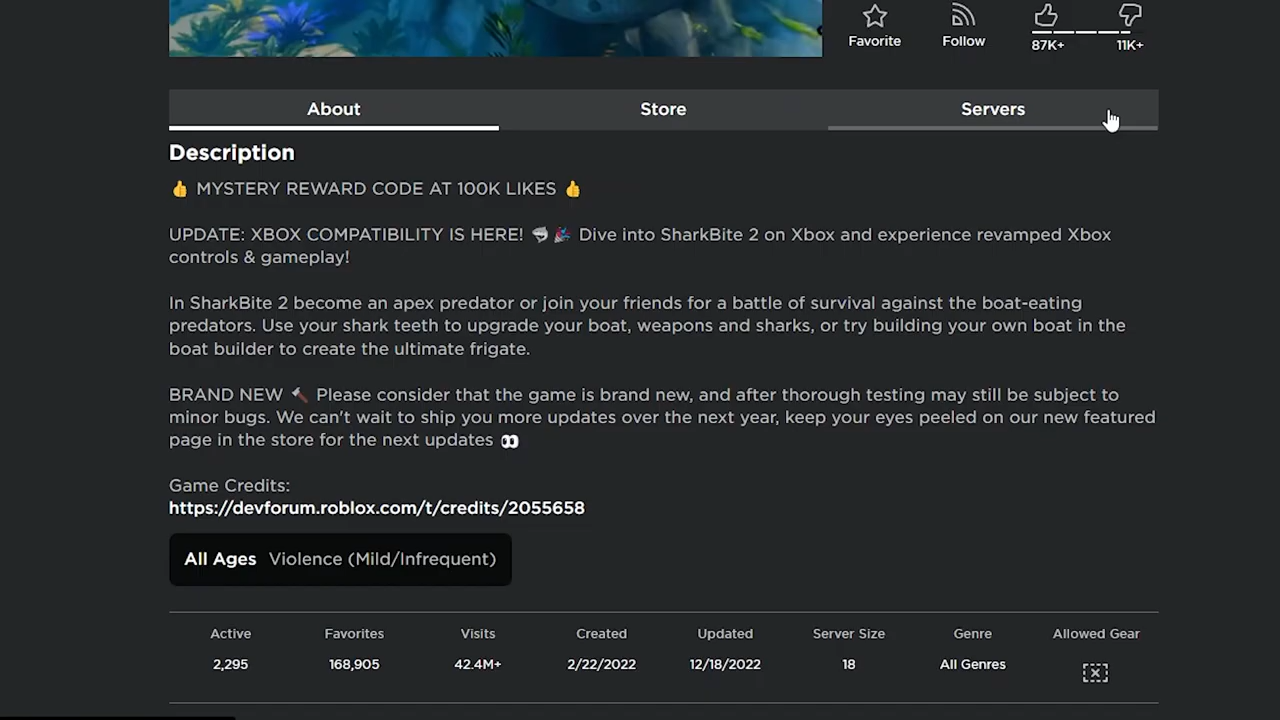 Favorite
Follow
87K+
11K+
About
Store
Servers
Description
👍 MYSTERY REWARD CODE AT 100K LIKES 👍
UPDATE: XBOX COMPATIBILITY IS HERE! 🦈🎉 Dive into SharkBite 2 on Xbox and experience revamped Xbox
controls & gameplay!
In SharkBite 2 become an apex predator or join your friends for a battle of survival against the boat-eating
predators. Use your shark teeth to upgrade your boat, weapons and sharks, or try building your own boat in the
boat builder to create the ultimate frigate.
BRAND NEW 🔨 Please consider that the game is brand new, and after thorough testing may still be subject to
minor bugs. We can't wait to ship you more updates over the next year, keep your eyes peeled on our new featured
page in the store for the next updates 👀
Game Credits:
https://devforum.roblox.com/t/credits/2055658
All Ages Violence (Mild/Infrequent)
Active Favorites Visits Created Updated Server Size Genre Allowed Gear
2,295 168,905 42.4M+ 2/22/2022 12/18/2022 18 All Genres